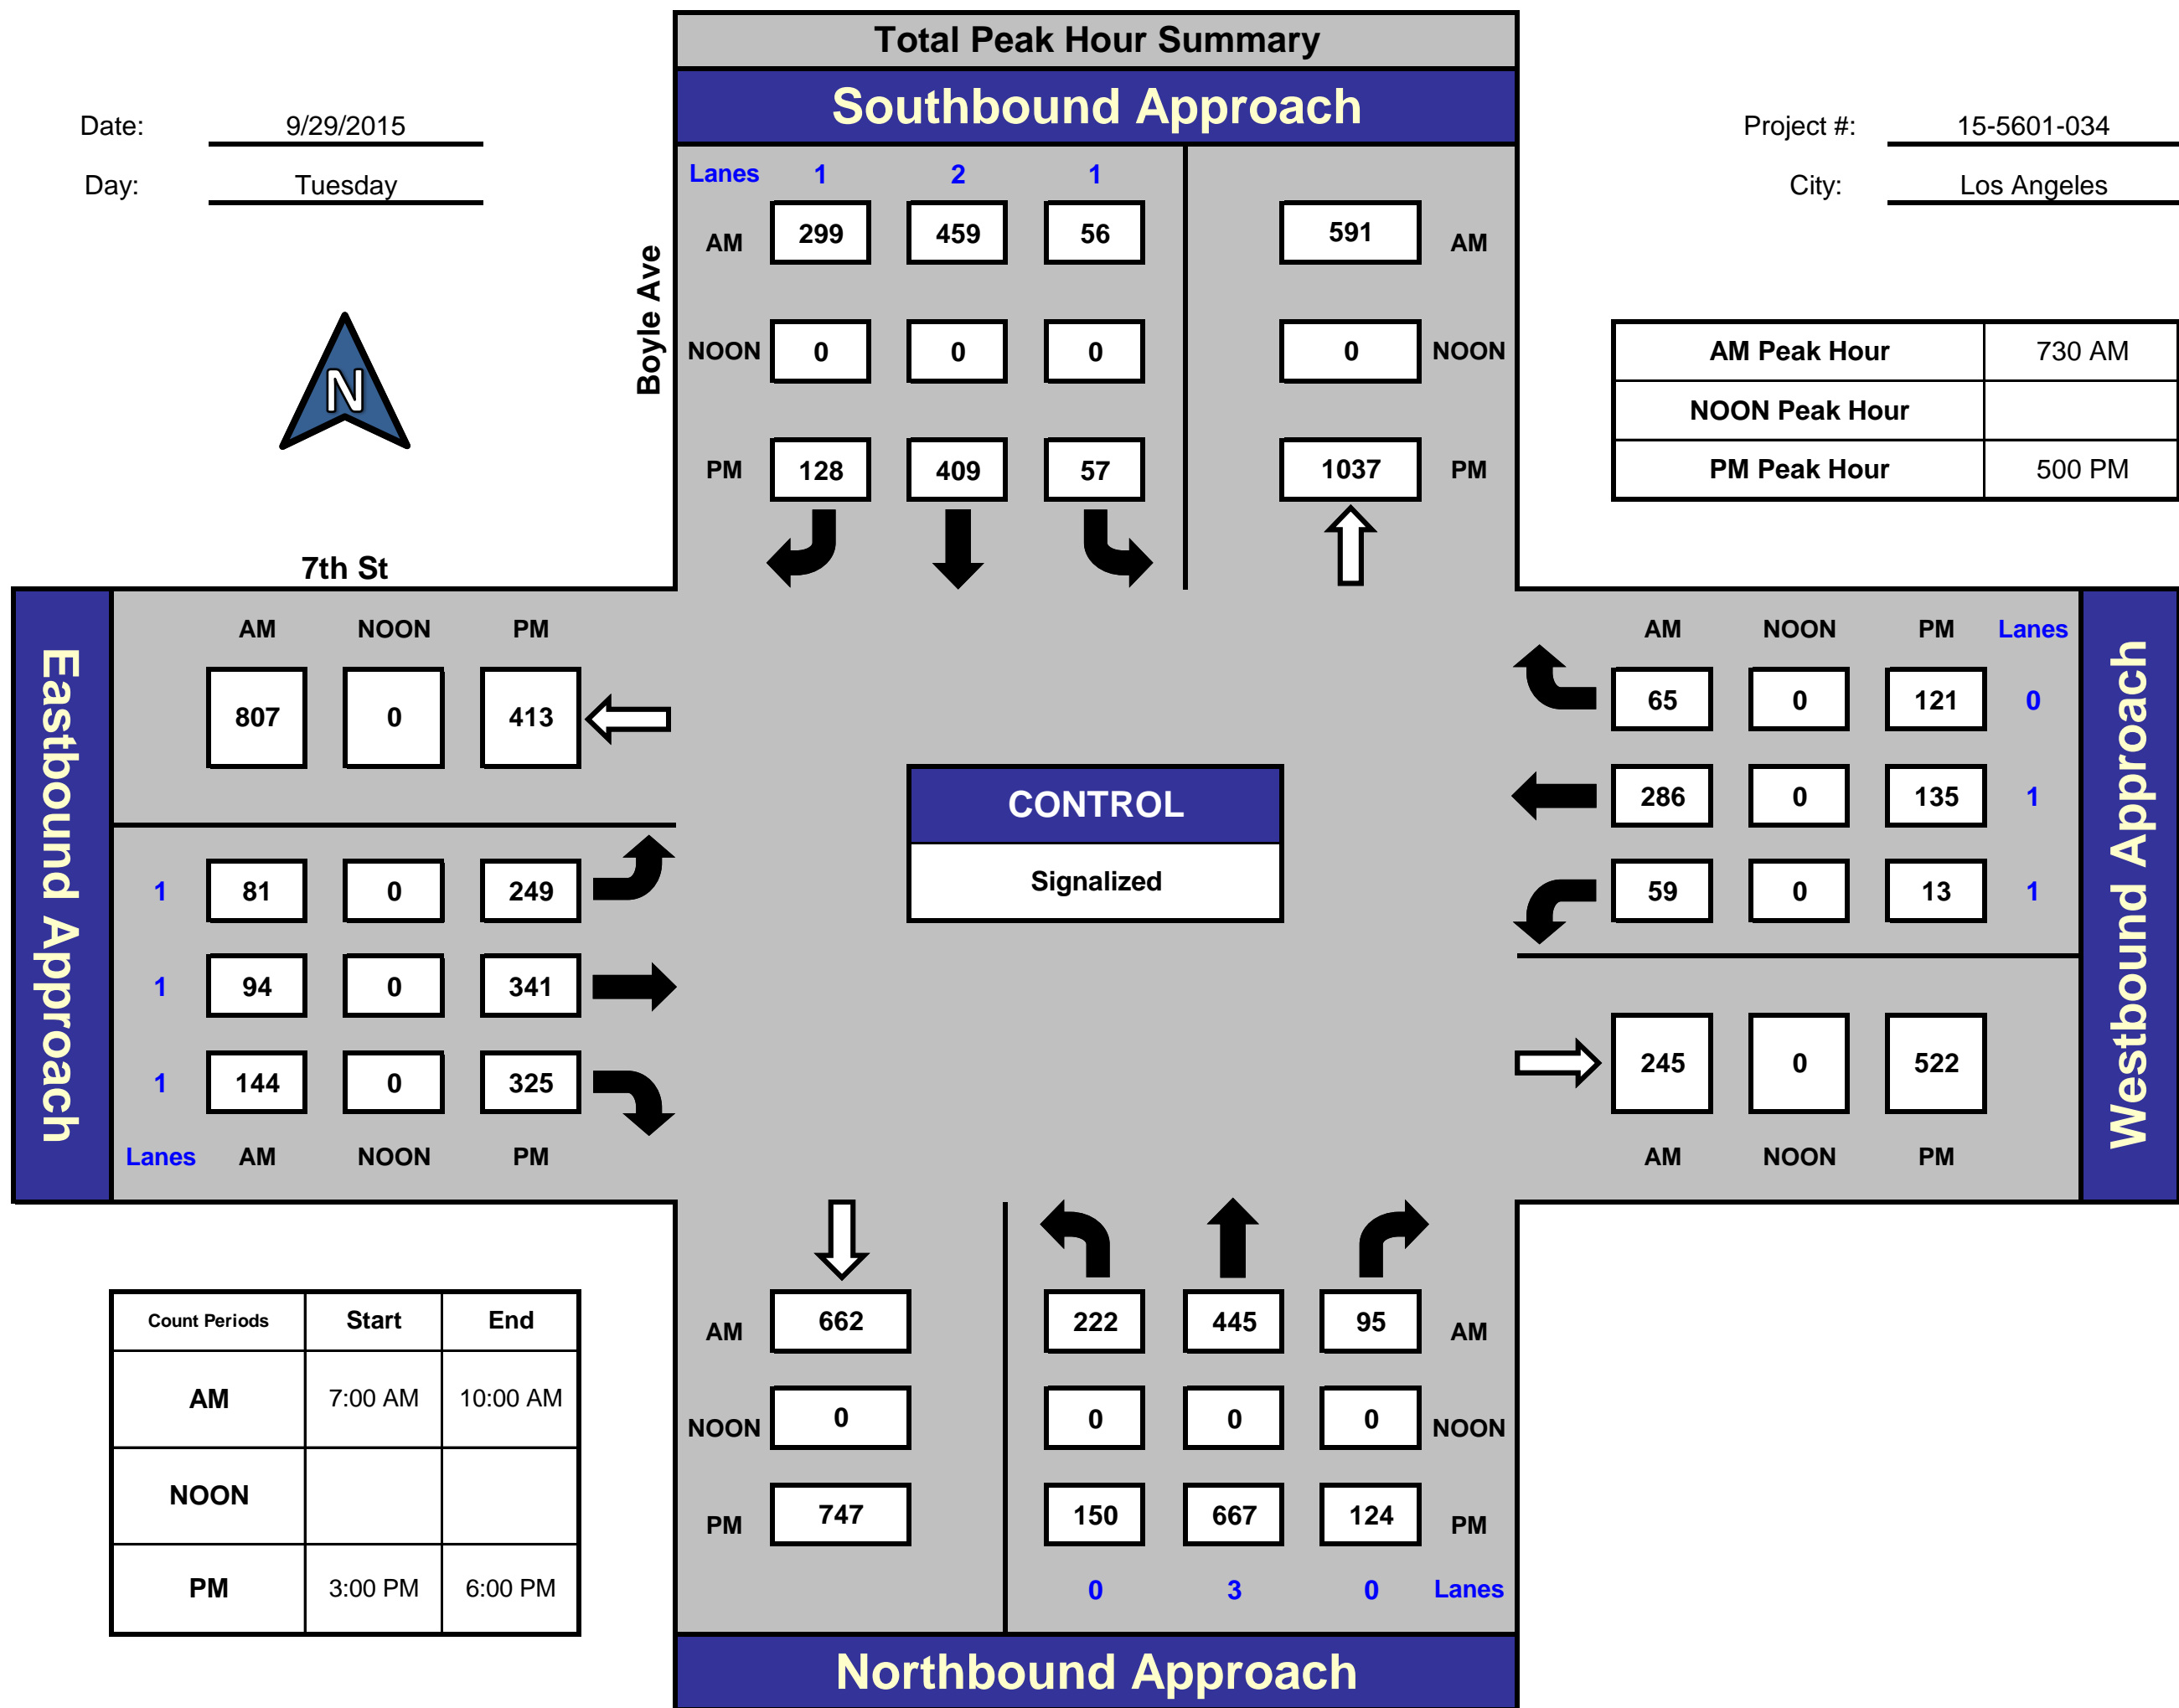 Total Peak Hour Summary
Southbound Approach
Date: 9/29/2015
Day: Tuesday
Project #: 15-5601-034
City: Los Angeles
N
Boyle Ave
Lanes 1 2 1
AM 299 459 56 591 AM
NOON 0 0 0 0 NOON
PM 128 409 57 1037 PM
AM Peak Hour 730 AM
NOON Peak Hour
PM Peak Hour 500 PM
7th St
Eastbound Approach
AM NOON PM
807 0 413
1 81 0 249
1 94 0 341
1 144 0 325
Lanes AM NOON PM
CONTROL
Signalized
AM NOON PM Lanes
65 0 121 0
286 0 135 1
59 0 13 1
245 0 522
AM NOON PM
Westbound Approach
Count Periods Start End
AM 7:00 AM 10:00 AM
NOON
PM 3:00 PM 6:00 PM
AM 662 222 445 95 AM
NOON 0 0 0 0 NOON
PM 747 150 667 124 PM
0 3 0 Lanes
Northbound Approach